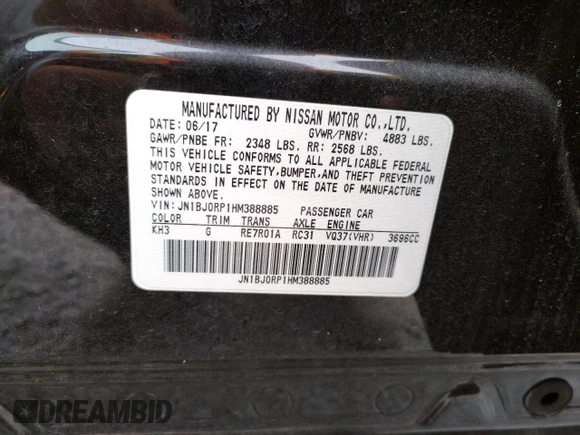 MANUFACTURED BY NISSAN MOTOR CO.,LTD.
DATE: 06/17 GVWR/PNBV: 4883 LBS.
GAWR/PNBE FR: 2348 LBS. RR: 2568 LBS.
THIS VEHICLE CONFORMS TO ALL APPLICABLE FEDERAL
MOTOR VEHICLE SAFETY,BUMPER,AND THEFT PREVENTION
STANDARDS IN EFFECT ON THE DATE OF MANUFACTURE
SHOWN ABOVE.
VIN: JN1BJ0RP1HM388885 PASSENGER CAR
COLOR TRIM TRANS AXLE ENGINE
KH3 G RE7R01A RC31 VQ37(VHR) 3696CC
JN1BJ0RP1HM388885
DREAMBID